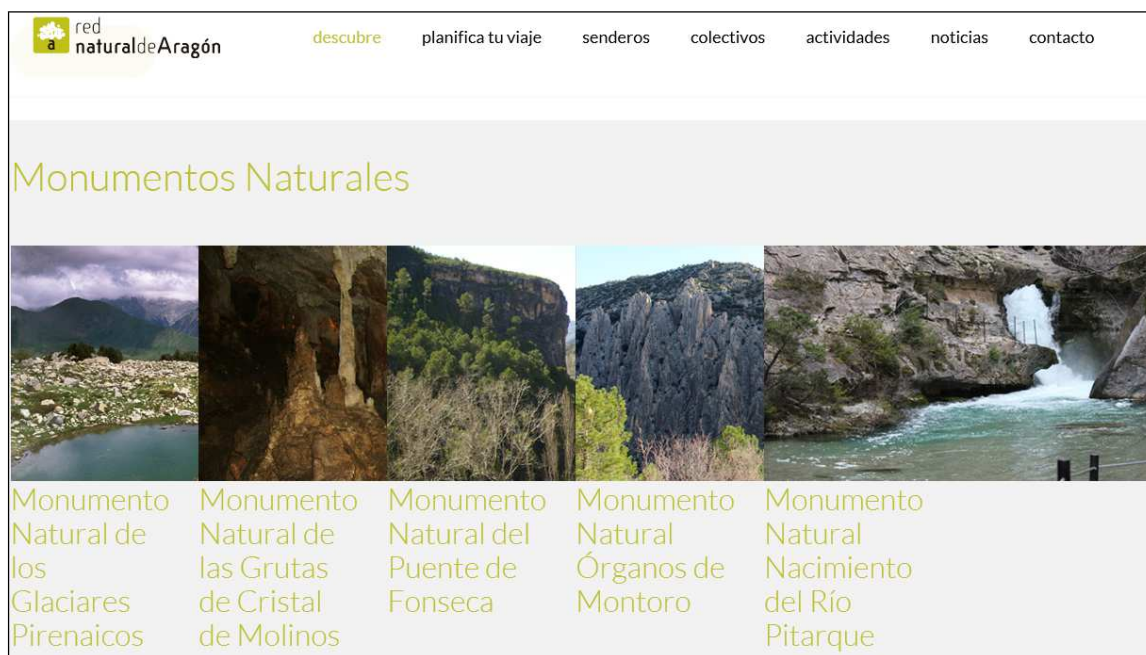 red
naturaldeAragón
descubre planifica tu viaje senderos colectivos actividades noticias contacto
Monumentos Naturales
Monumento
Natural de
los
Glaciares
Pirenaicos
Monumento
Natural de
las Grutas
de Cristal
de Molinos
Monumento
Natural del
Puente de
Fonseca
Monumento
Natural
Órganos de
Montoro
Monumento
Natural
Nacimiento
del Río
Pitarque